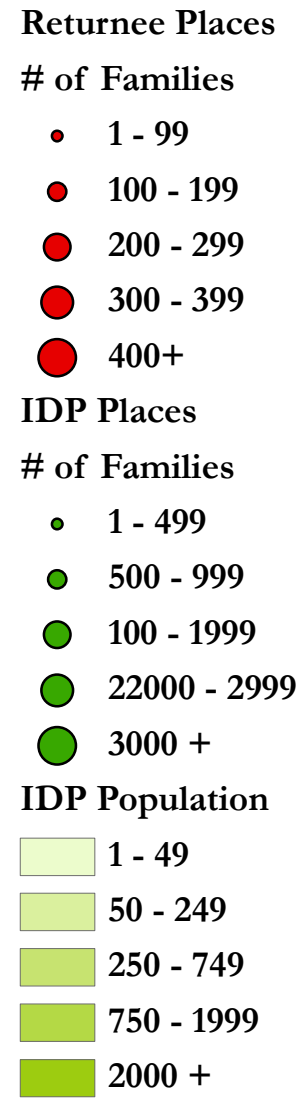 Returnee Places
# of Families
1 - 99
100 - 199
200 - 299
300 - 399
400+
IDP Places
# of Families
1 - 499
500 - 999
100 - 1999
22000 - 2999
3000 +
IDP Population
1 - 49
50 - 249
250 - 749
750 - 1999
2000 +